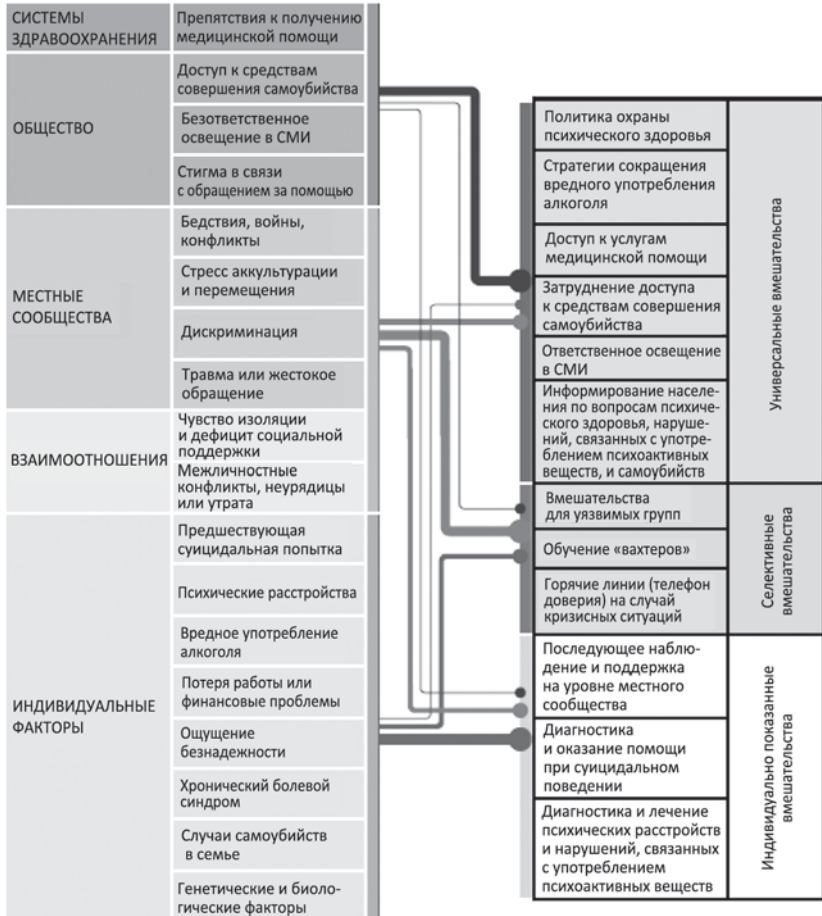 СИСТЕМЫ
ЗДРАВООХРАНЕНИЯ
Препятствия к получению
медицинской помощи
ОБЩЕСТВО
Доступ к средствам
совершения самоубийства
Безответственное
освещение в СМИ
Стигма в связи
с обращением за помощью
МЕСТНЫЕ
СООБЩЕСТВА
Бедствия, войны,
конфликты
Стресс аккультурации
и перемещения
Дискриминация
Травма или жестокое
обращение
ВЗАИМООТНОШЕНИЯ
Чувство изоляции
и дефицит социальной
поддержки
Межличностные
конфликты, неурядицы
или утрата
ИНДИВИДУАЛЬНЫЕ
ФАКТОРЫ
Предшествующая
суицидальная попытка
Психические расстройства
Вредное употребление
алкоголя
Потеря работы или
финансовые проблемы
Ощущение
безнадежности
Хронический болевой
синдром
Случаи самоубийств
в семье
Генетические и биоло-
гические факторы
Политика охраны
психического здоровья
Стратегии сокращения
вредного употребления
алкоголя
Доступ к услугам
медицинской помощи
Затруднение доступа
к средствам совершения
самоубийства
Ответственное освещение
в СМИ
Информирование населе-
ния по вопросам психиче-
ского здоровья, наруше-
ний, связанных с употре-
блением психоактивных
веществ, и самоубийств
Универсальные вмешательства
Вмешательства
для уязвимых групп
Обучение «вахтеров»
Горячие линии (телефон
доверия) на случай
кризисных ситуаций
Селективные
вмешательства
Последующее наблю-
дение и поддержка
на уровне местного
сообщества
Диагностика
и оказание помощи
при суицидальном
поведении
Диагностика и лечение
психических расстройств
и нарушений, связанных
с употреблением
психоактивных веществ
Индивидуально показанные
вмешательства